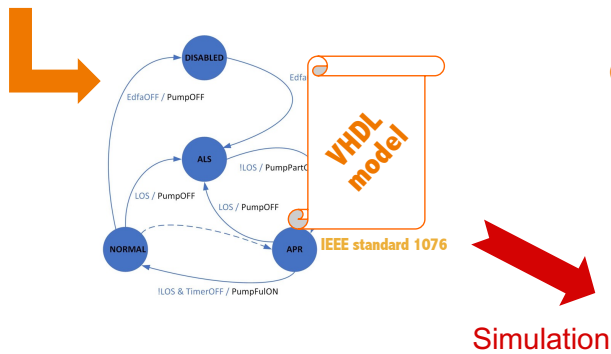 DISABLED
EdfaOFF / PumpOFF
Edfa
VHDL
model
ALS
!LOS / PumpPart
LOS / PumpOFF
LOS / PumpOFF
NORMAL
APR
IEEE standard 1076
!LOS & TimerOFF / PumpFulON
Simulation